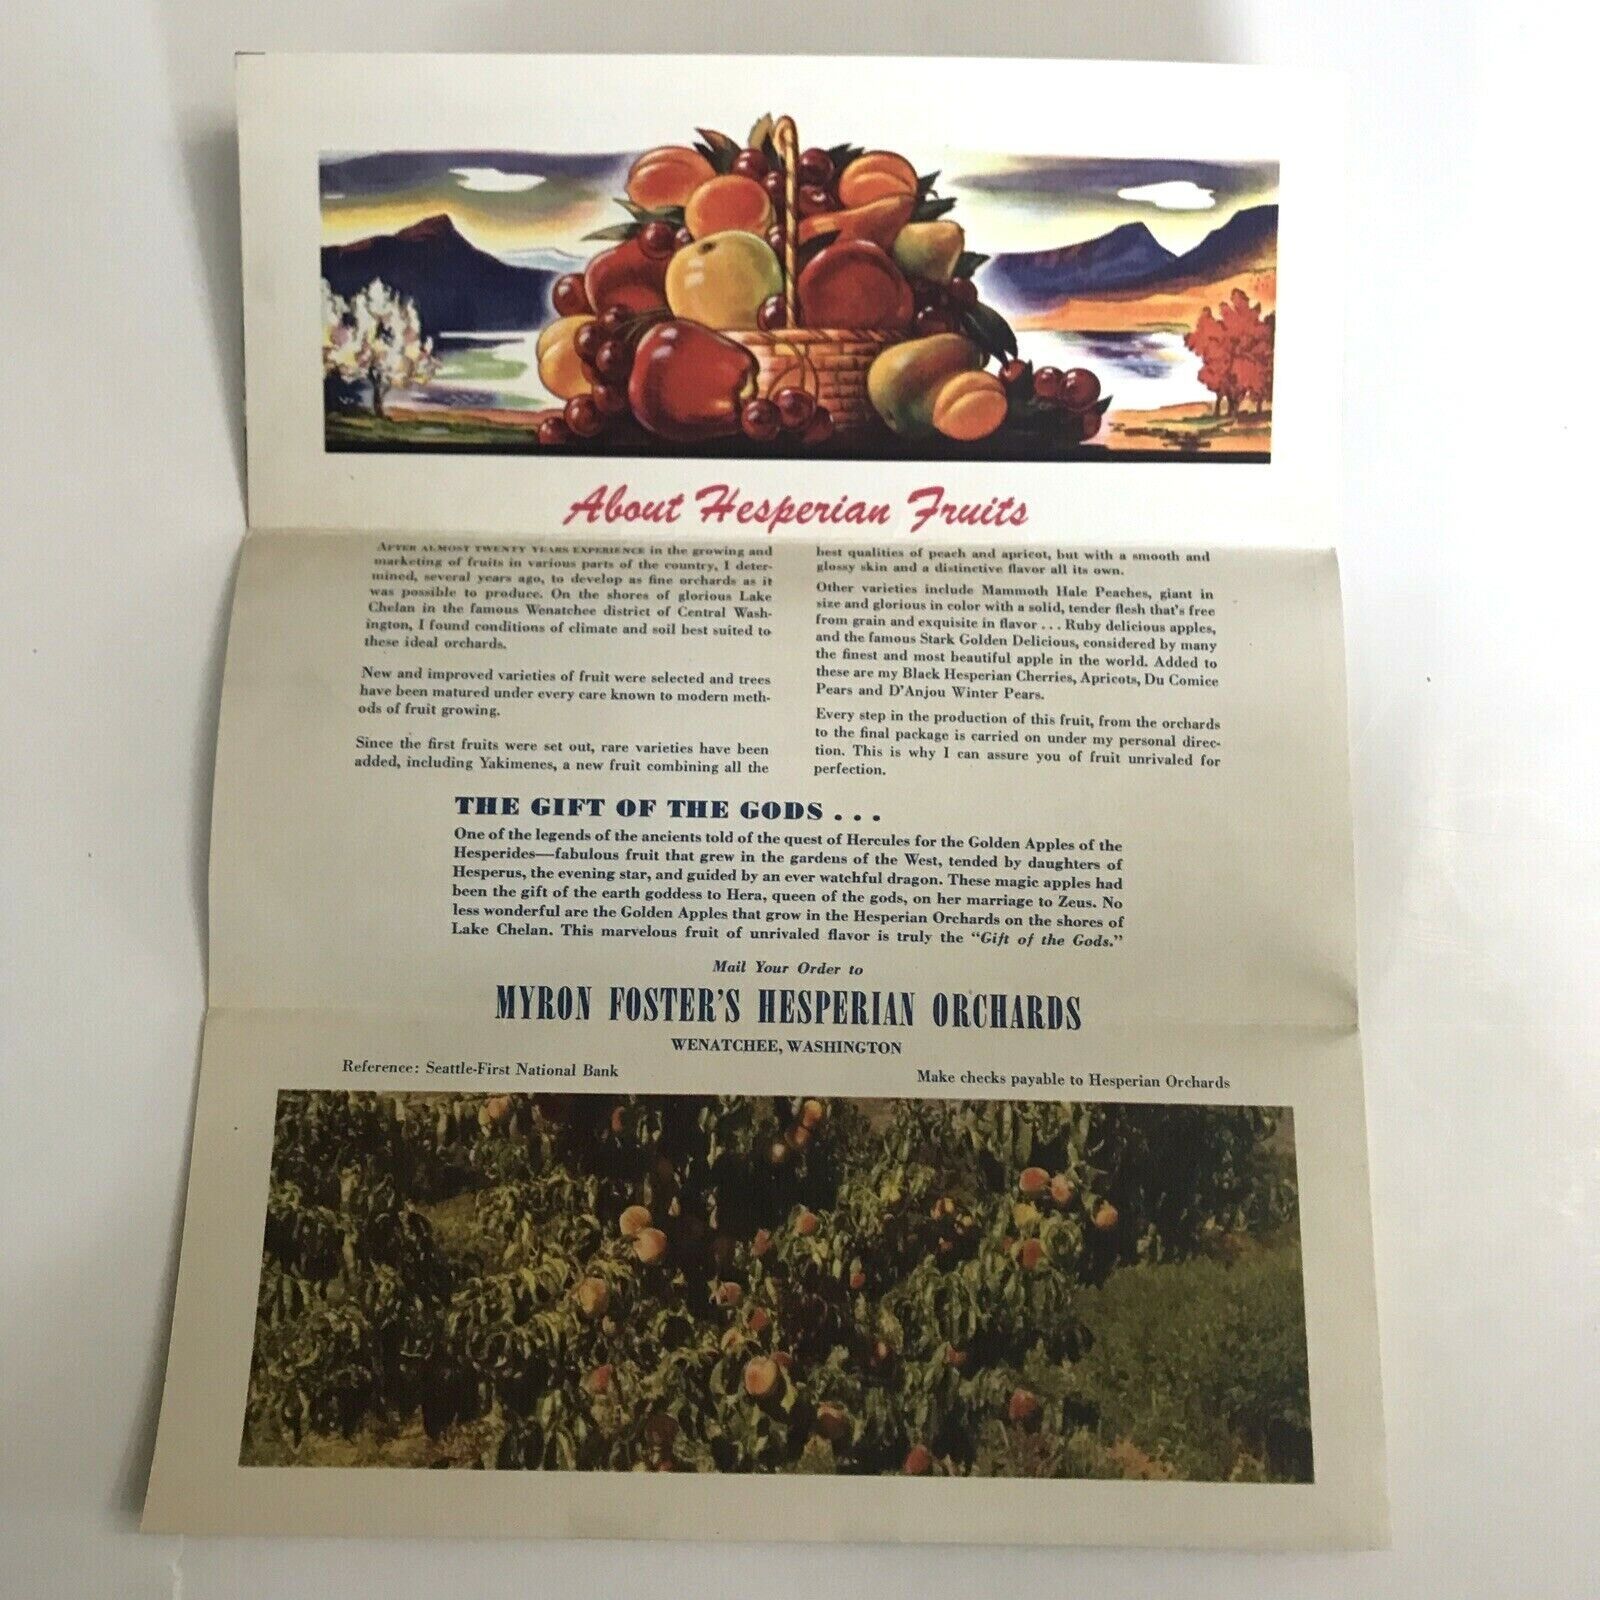 About Hesperian Fruits
AFTER ALMOST TWENTY YEARS EXPERIENCE in the growing and
marketing of fruits in various parts of the country, I deter-
mined, several years ago, to develop as fine orchards as it
was possible to produce. On the shores of glorious Lake
Chelan in the famous Wenatchee district of Central Wash-
ington, I found conditions of climate and soil best suited to
these ideal orchards.
New and improved varieties of fruit were selected and trees
have been matured under every care known to modern meth-
ods of fruit growing.
Since the first fruits were set out, rare varieties have been
added, including Yakimenes, a new fruit combining all the
best qualities of peach and apricot, but with a smooth and
glossy skin and a distinctive flavor all its own.
Other varieties include Mammoth Hale Peaches, giant in
size and glorious in color with a solid, tender flesh that's free
from grain and exquisite in flavor . . . Ruby delicious apples,
and the famous Stark Golden Delicious, considered by many
the finest and most beautiful apple in the world. Added to
these are my Black Hesperian Cherries, Apricots, Du Comice
Pears and D'Anjou Winter Pears.
Every step in the production of this fruit, from the orchards
to the final package is carried on under my personal direc-
tion. This is why I can assure you of fruit unrivaled for
perfection.
THE GIFT OF THE GODS . . .
One of the legends of the ancients told of the quest of Hercules for the Golden Apples of the
Hesperides—fabulous fruit that grew in the gardens of the West, tended by daughters of
Hesperus, the evening star, and guided by an ever watchful dragon. These magic apples had
been the gift of the earth goddess to Hera, queen of the gods, on her marriage to Zeus. No
less wonderful are the Golden Apples that grow in the Hesperian Orchards on the shores of
Lake Chelan. This marvelous fruit of unrivaled flavor is truly the "Gift of the Gods."
Mail Your Order to
MYRON FOSTER'S HESPERIAN ORCHARDS
WENATCHEE, WASHINGTON
Reference: Seattle-First National Bank
Make checks payable to Hesperian Orchards